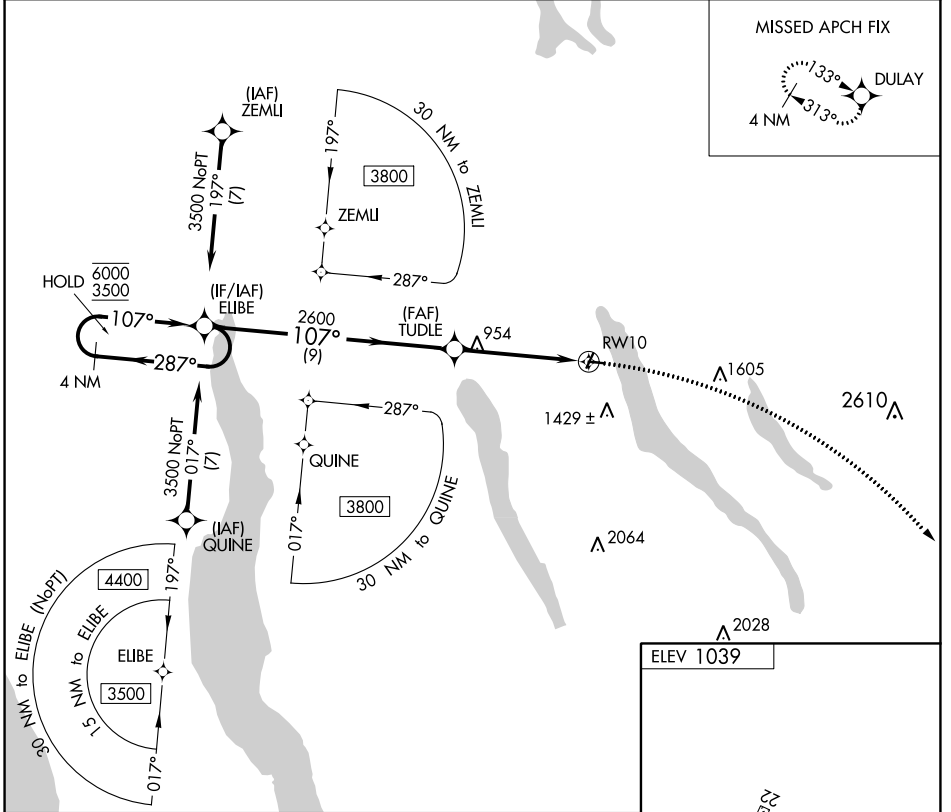 MISSED APCH FIX
133°
DULAY
313°
4 NM
(IAF)
ZEMLI
3500 NoPT
197°
(7)
30 NM to ZEMLI
197°
3800
ZEMLI
287°
HOLD
6000
3500
107°
287°
4 NM
(IF/IAF)
ELIBE
2600
107°
(9)
(FAF)
TUDLE
954
RW10
1605
1429 ±
2610
3500 NoPT
017°
(7)
(IAF)
QUINE
287°
QUINE
3800
017°
30 NM to QUINE
2064
30 NM to ELIBE (NoPT)
4400
197°
15 NM to ELIBE
ELIBE
3500
017°
2028
ELEV 1039
22